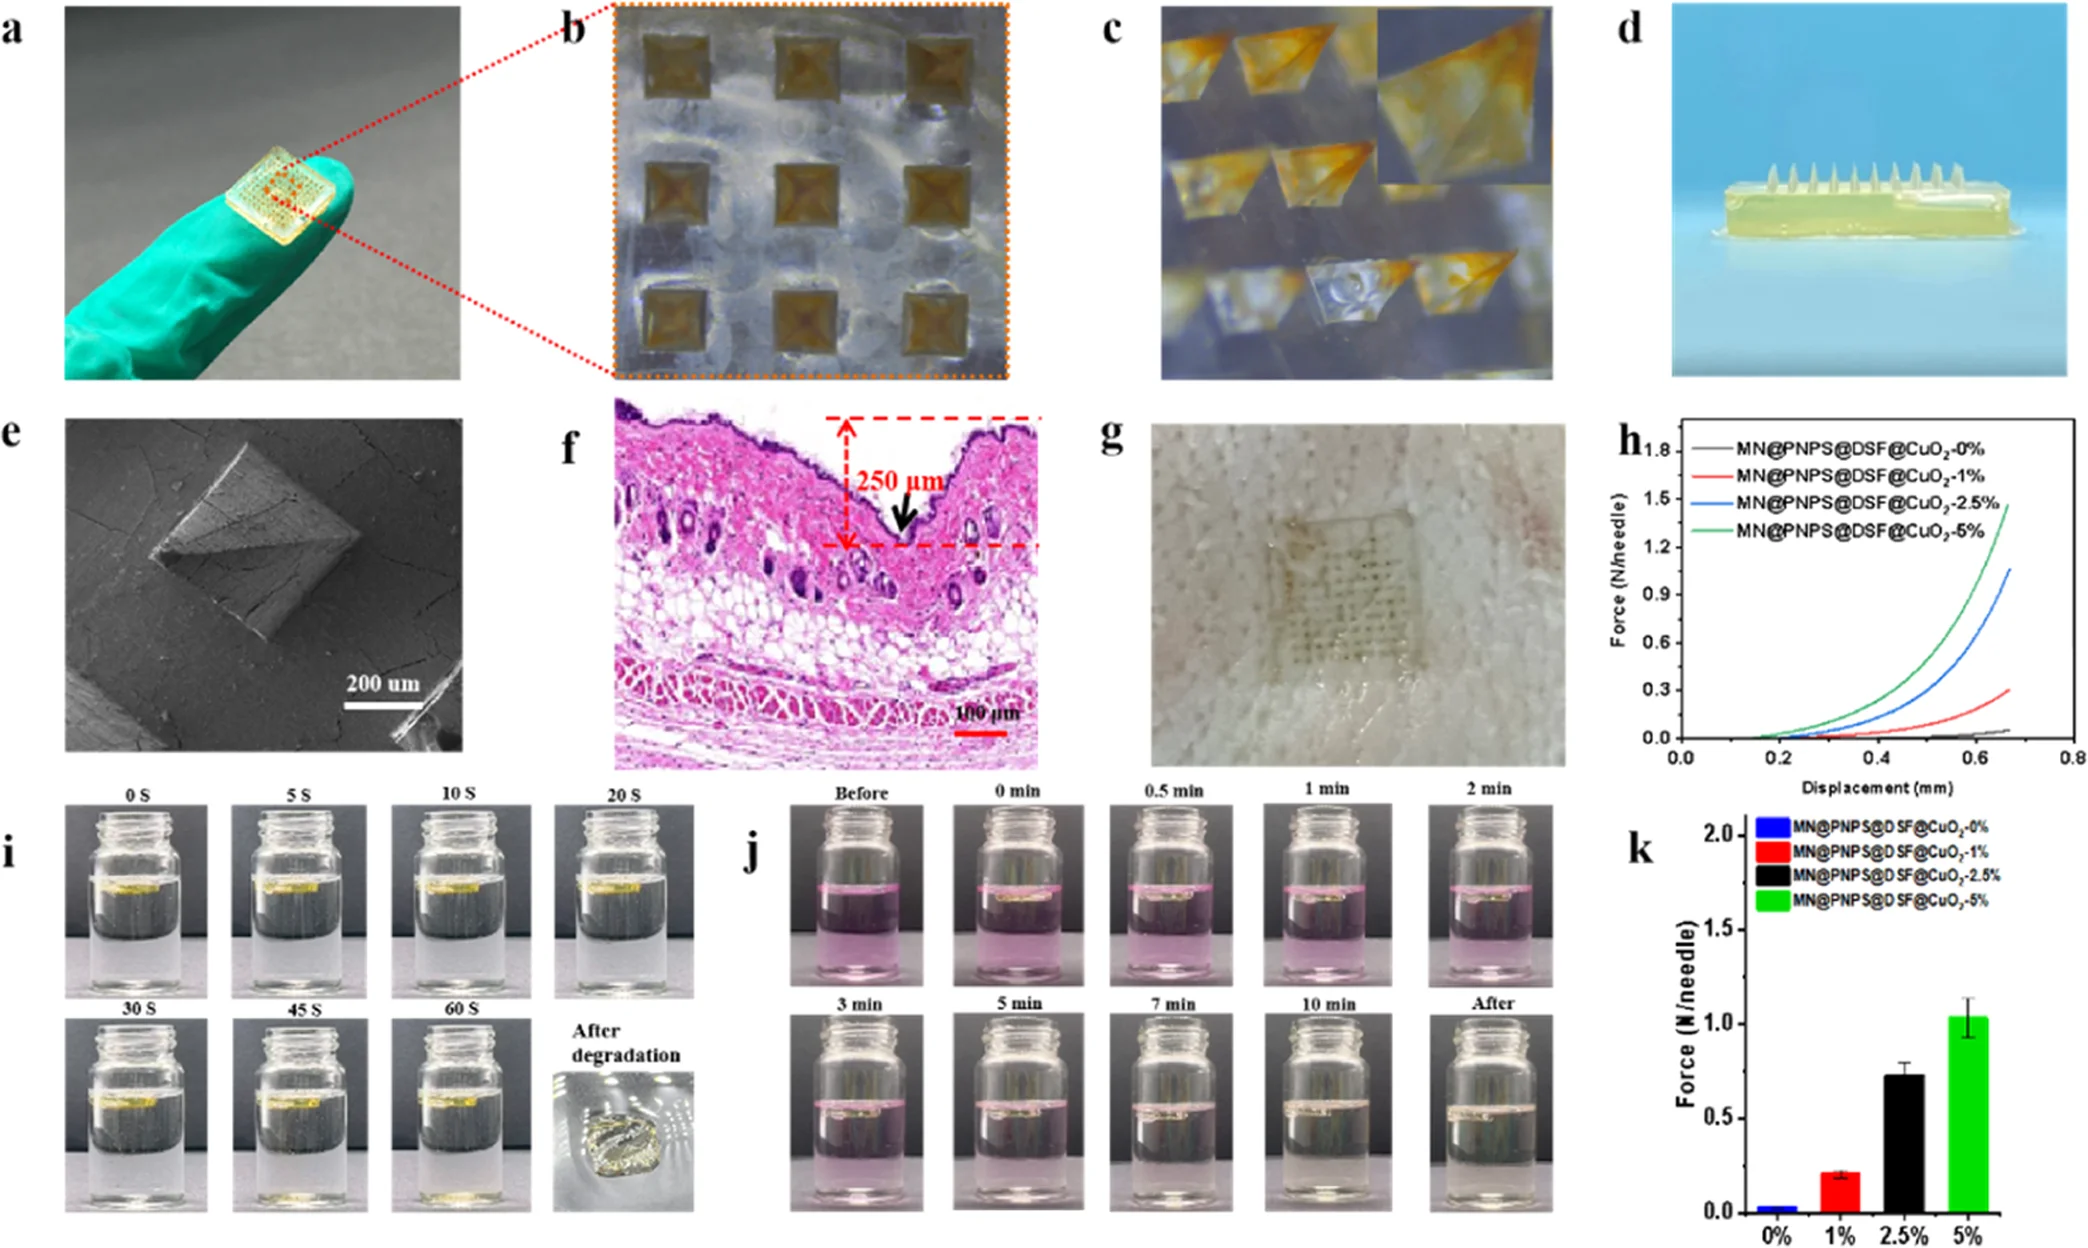 a
b
c
d
e
200 um
f
250 μm
100 μm
g
h
MN@PNPS@DSF@CuO₂-0%
MN@PNPS@DSF@CuO₂-1%
MN@PNPS@DSF@CuO₂-2.5%
MN@PNPS@DSF@CuO₂-5%
Force (N/needle)
1.8
1.5
1.2
0.9
0.6
0.3
0.0
0.0 0.2 0.4 0.6 0.8
Displacement (mm)
i
0 S 5 S 10 S 20 S
30 S 45 S 60 S
After
degradation
j
Before 0 min 0.5 min 1 min 2 min
3 min 5 min 7 min 10 min After
k
MN@PNPS@DSF@CuO₂-0%
MN@PNPS@DSF@CuO₂-1%
MN@PNPS@DSF@CuO₂-2.5%
MN@PNPS@DSF@CuO₂-5%
Force (N/needle)
2.0
1.5
1.0
0.5
0.0
0% 1% 2.5% 5%